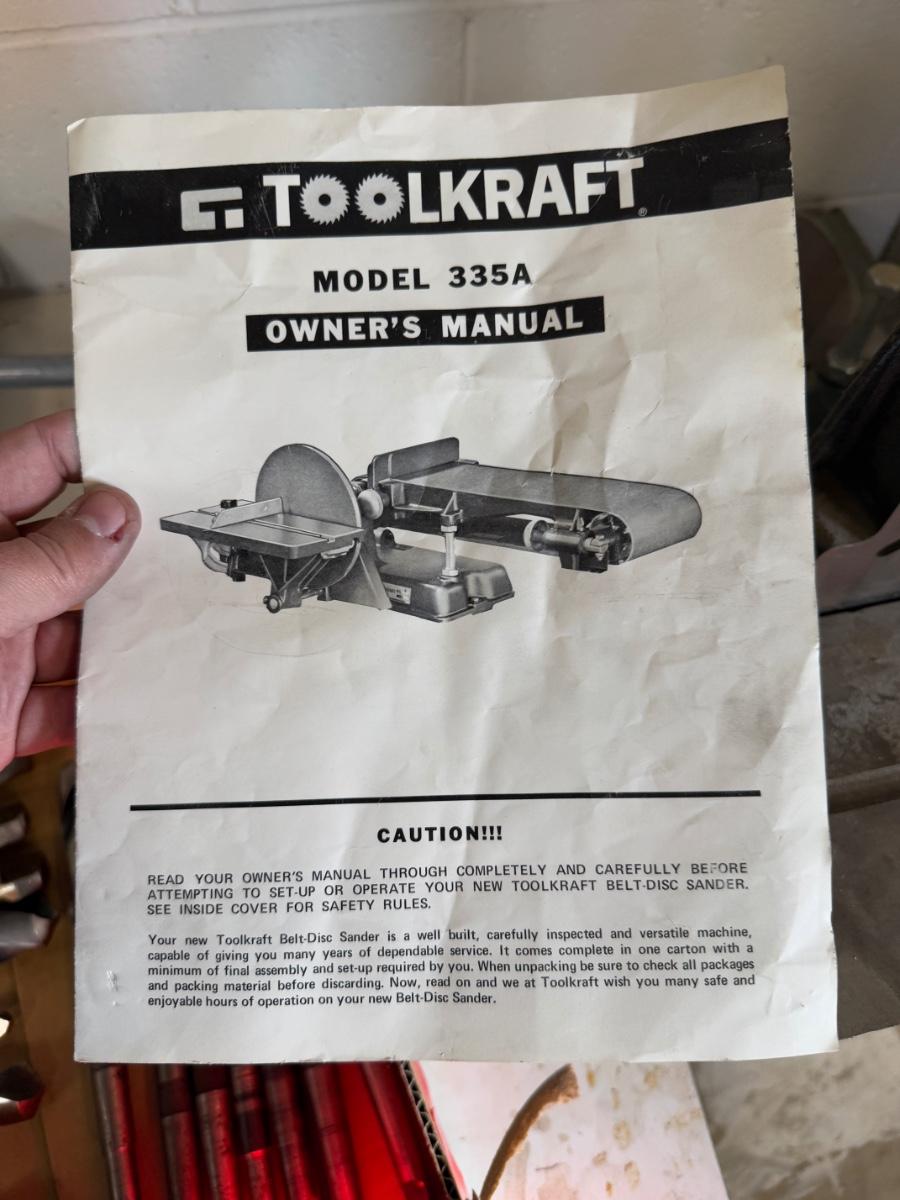 TOOLKRAFT®
MODEL 335A
OWNER'S MANUAL
CAUTION!!!
READ YOUR OWNER'S MANUAL THROUGH COMPLETELY AND CAREFULLY BEFORE
ATTEMPTING TO SET-UP OR OPERATE YOUR NEW TOOLKRAFT BELT-DISC SANDER.
SEE INSIDE COVER FOR SAFETY RULES.
Your new Toolkraft Belt-Disc Sander is a well built, carefully inspected and versatile machine,
capable of giving you many years of dependable service. It comes complete in one carton with a
minimum of final assembly and set-up required by you. When unpacking be sure to check all packages
and packing material before discarding. Now, read on and we at Toolkraft wish you many safe and
enjoyable hours of operation on your new Belt-Disc Sander.